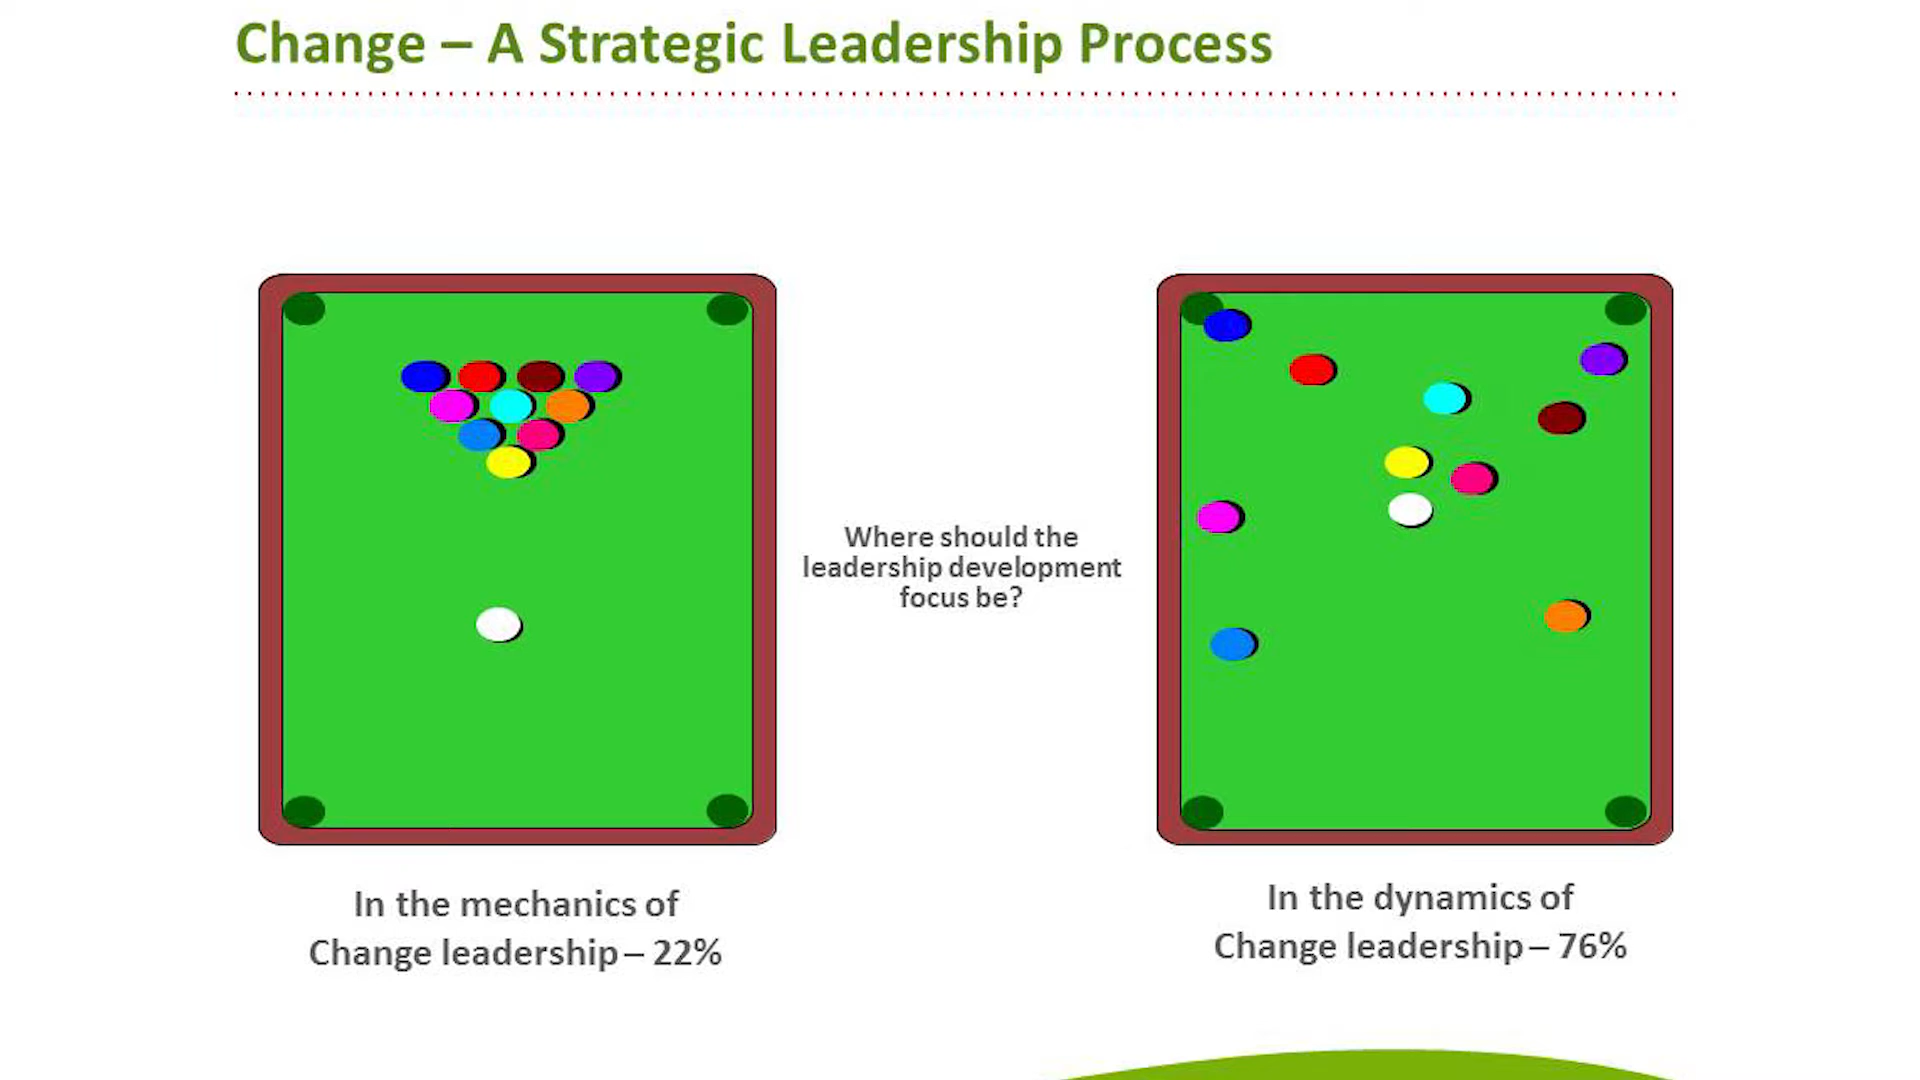 Change – A Strategic Leadership Process
Where should the
leadership development
focus be?
In the mechanics of
Change leadership – 22%
In the dynamics of
Change leadership – 76%